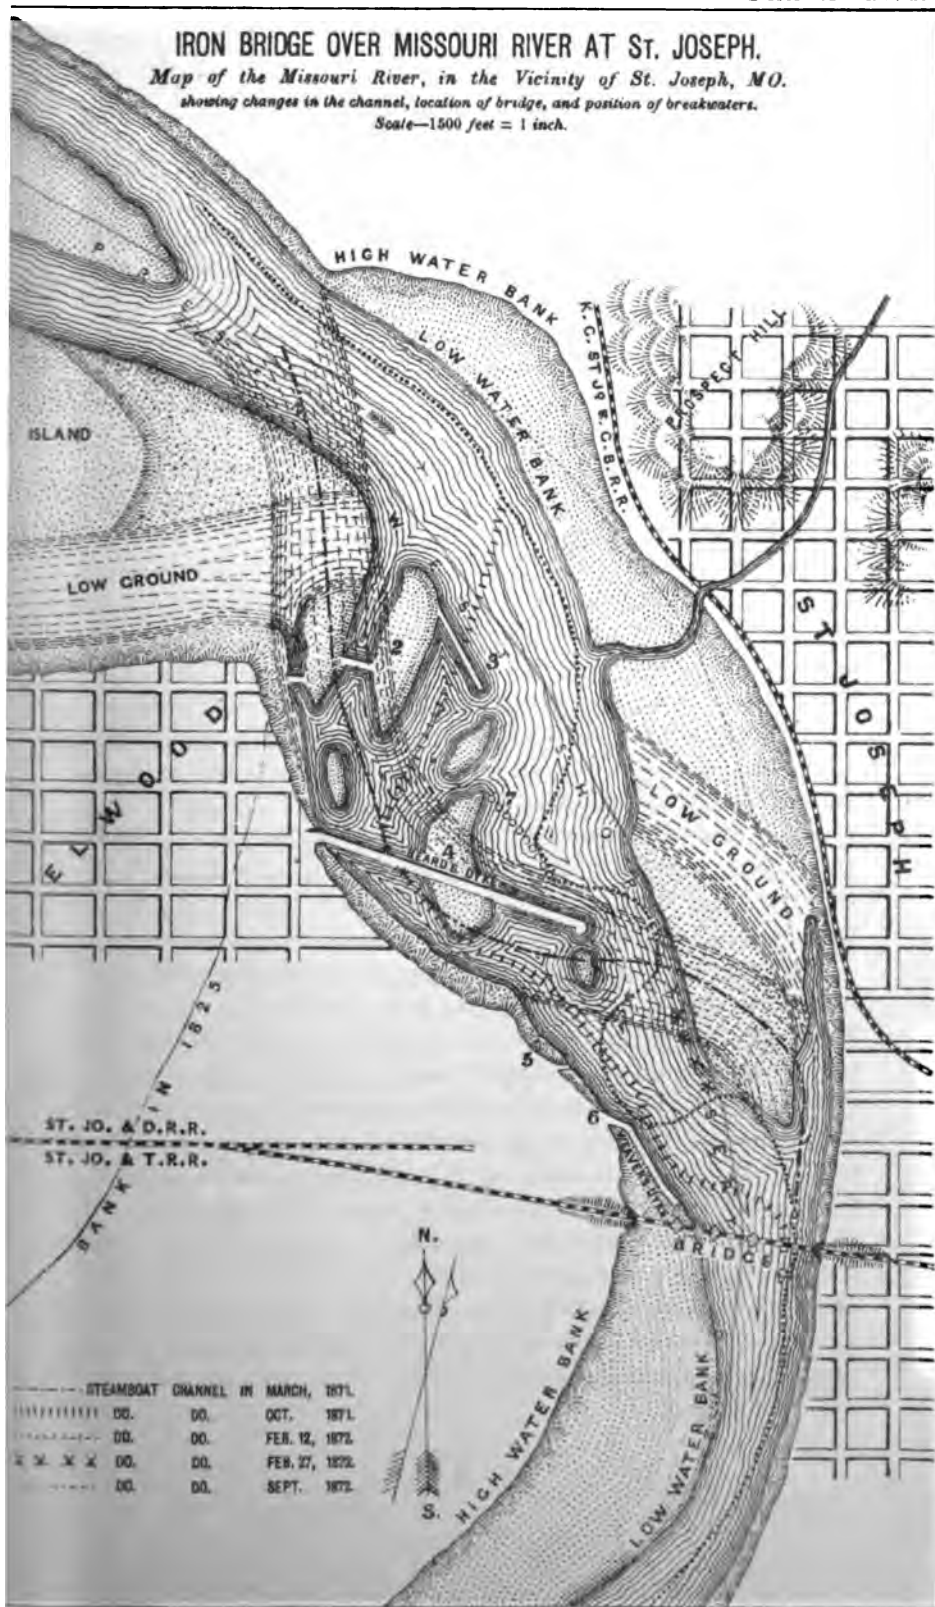 IRON BRIDGE OVER MISSOURI RIVER AT ST. JOSEPH.
Map of the Missouri River, in the Vicinity of St. Joseph, MO.
showing changes in the channel, location of bridge, and position of breakwaters.
Scale—1500 feet = 1 inch.
HIGH WATER BANK
LOW WATER BANK
K. C. ST JO & C. B. R. R.
PROSPECT HILL
ISLAND
LOW GROUND
2
3
ST JOSEPH
ELWOOD
LOW GROUND
A
BANK IN 1825
5
6
ST. JO. & D.R.R.
ST. JO. & T.R.R.
BRIDGE
N.
S.
HIGH WATER BANK
LOW WATER BANK
STEAMBOAT CHANNEL IN MARCH, 1871.
DO. DO. OCT. 1871.
DO. DO. FEB. 12, 1872.
DO. DO. FEB. 27, 1872.
DO. DO. SEPT. 1872.